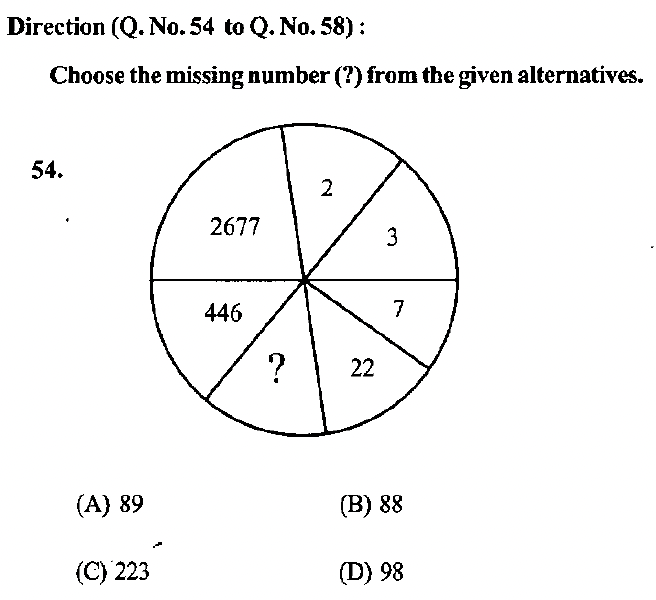 Direction (Q. No. 54 to Q. No. 58) :
Choose the missing number (?) from the given alternatives.
54.
2
2677
3
446
7
?
22
(A) 89
(B) 88
(C) 223
(D) 98